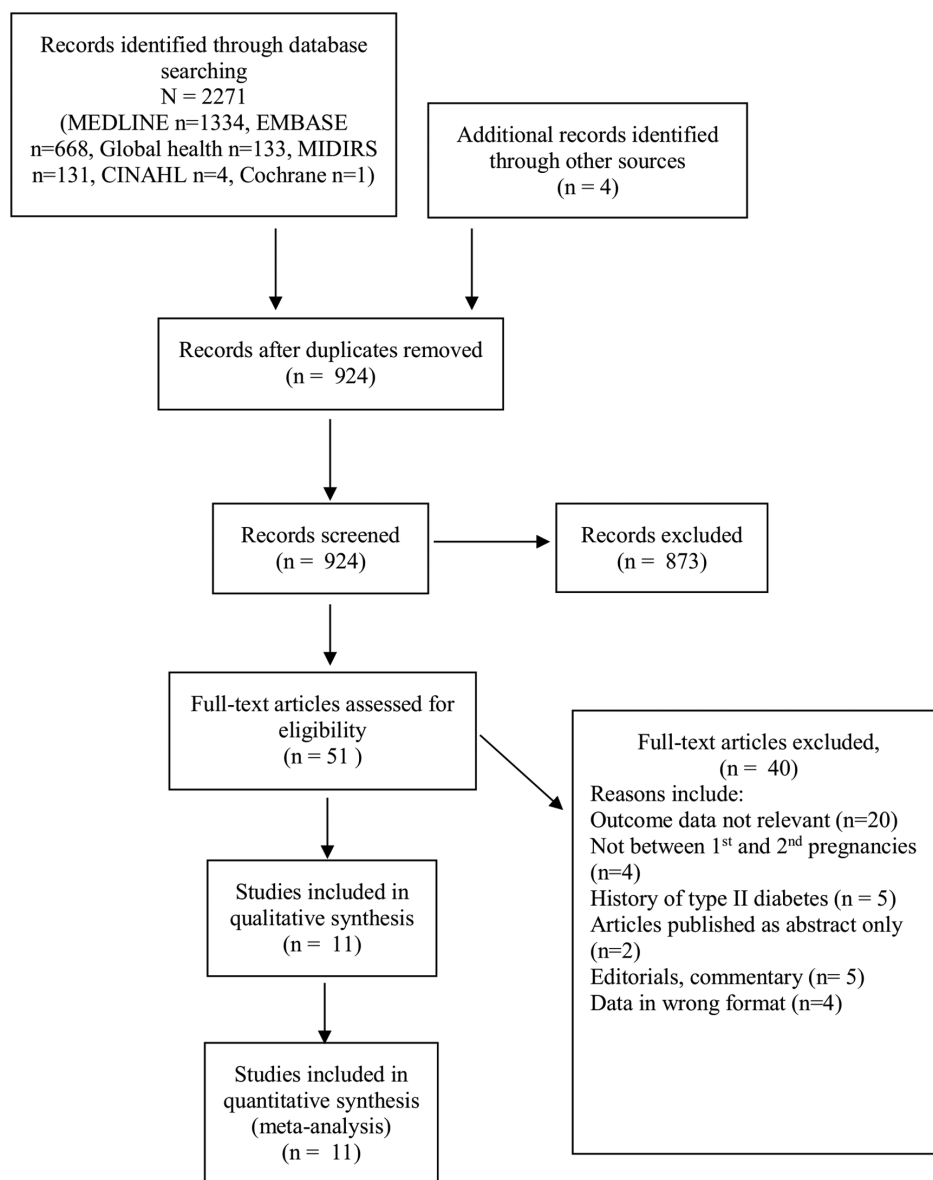 Records identified through database
searching
N = 2271
(MEDLINE n=1334, EMBASE
n=668, Global health=133, MIDIRS
n=131, CINAHL n=4, Cochrane n=1)
Additional records identified
through other sources
(n = 4)
Records after duplicates removed
(n = 924)
Records screened
(n = 924)
Records excluded
(n = 873)
Full-text articles assessed for
eligibility
(n = 51 )
Full-text articles excluded,
(n = 40)
Reasons include:
Outcome data not relevant (n=20)
Not between 1st and 2nd pregnancies
(n=4)
History of type II diabetes (n = 5)
Articles published as abstract only
(n=2)
Editorials, commentary (n= 5)
Data in wrong format (n=4)
Studies included in
qualitative synthesis
(n = 11)
Studies included in
quantitative synthesis
(meta-analysis)
(n = 11)